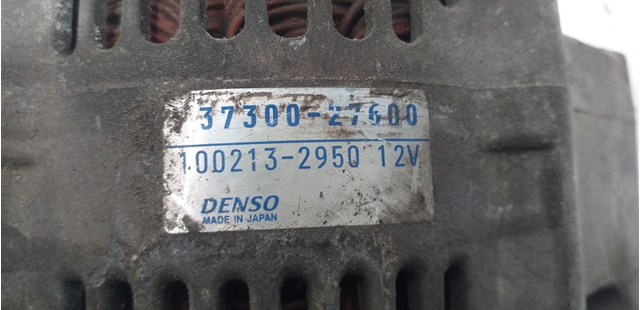 37300-27600
100213-2950 12V
DENSO
MADE IN JAPAN